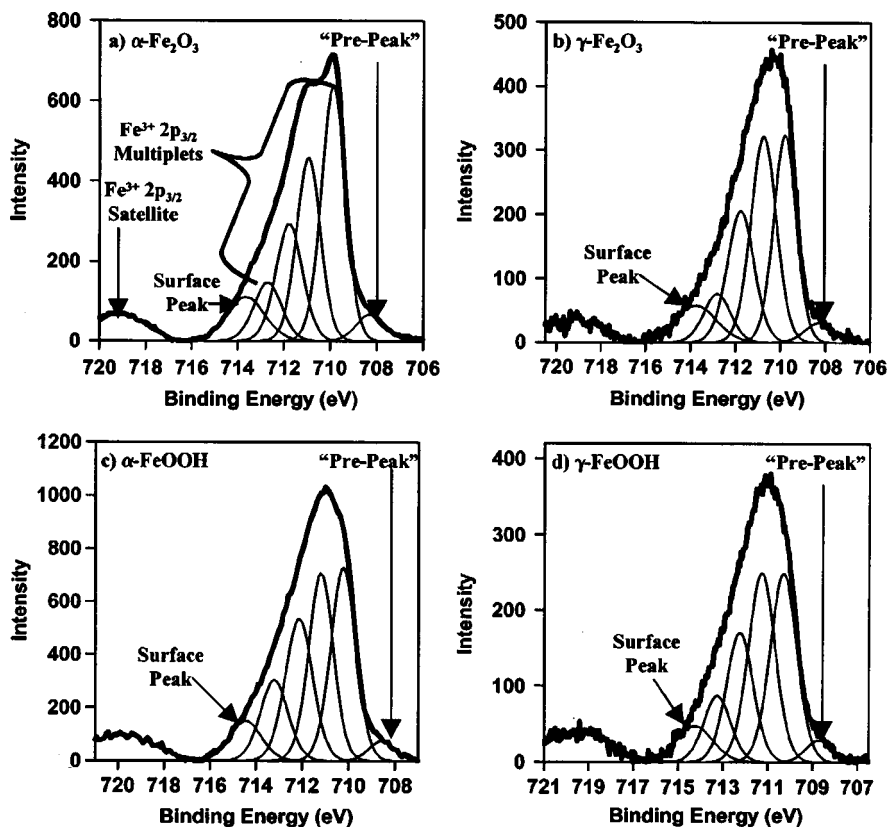 a) α-Fe₂O₃
"Pre-Peak"
Fe³⁺ 2p₃/₂
Multiplets
Fe³⁺ 2p₃/₂
Satellite
Surface
Peak
Intensity
800
600
400
200
0
720 718 716 714 712 710 708 706
Binding Energy (eV)
b) γ-Fe₂O₃
"Pre-Peak"
Surface
Peak
Intensity
500
400
300
200
100
0
720 718 716 714 712 710 708 706
Binding Energy (eV)
c) α-FeOOH
"Pre-Peak"
Surface
Peak
Intensity
1200
1000
800
600
400
200
0
720 718 716 714 712 710 708
Binding Energy (eV)
d) γ-FeOOH
"Pre-Peak"
Surface
Peak
Intensity
400
300
200
100
0
721 719 717 715 713 711 709 707
Binding Energy (eV)